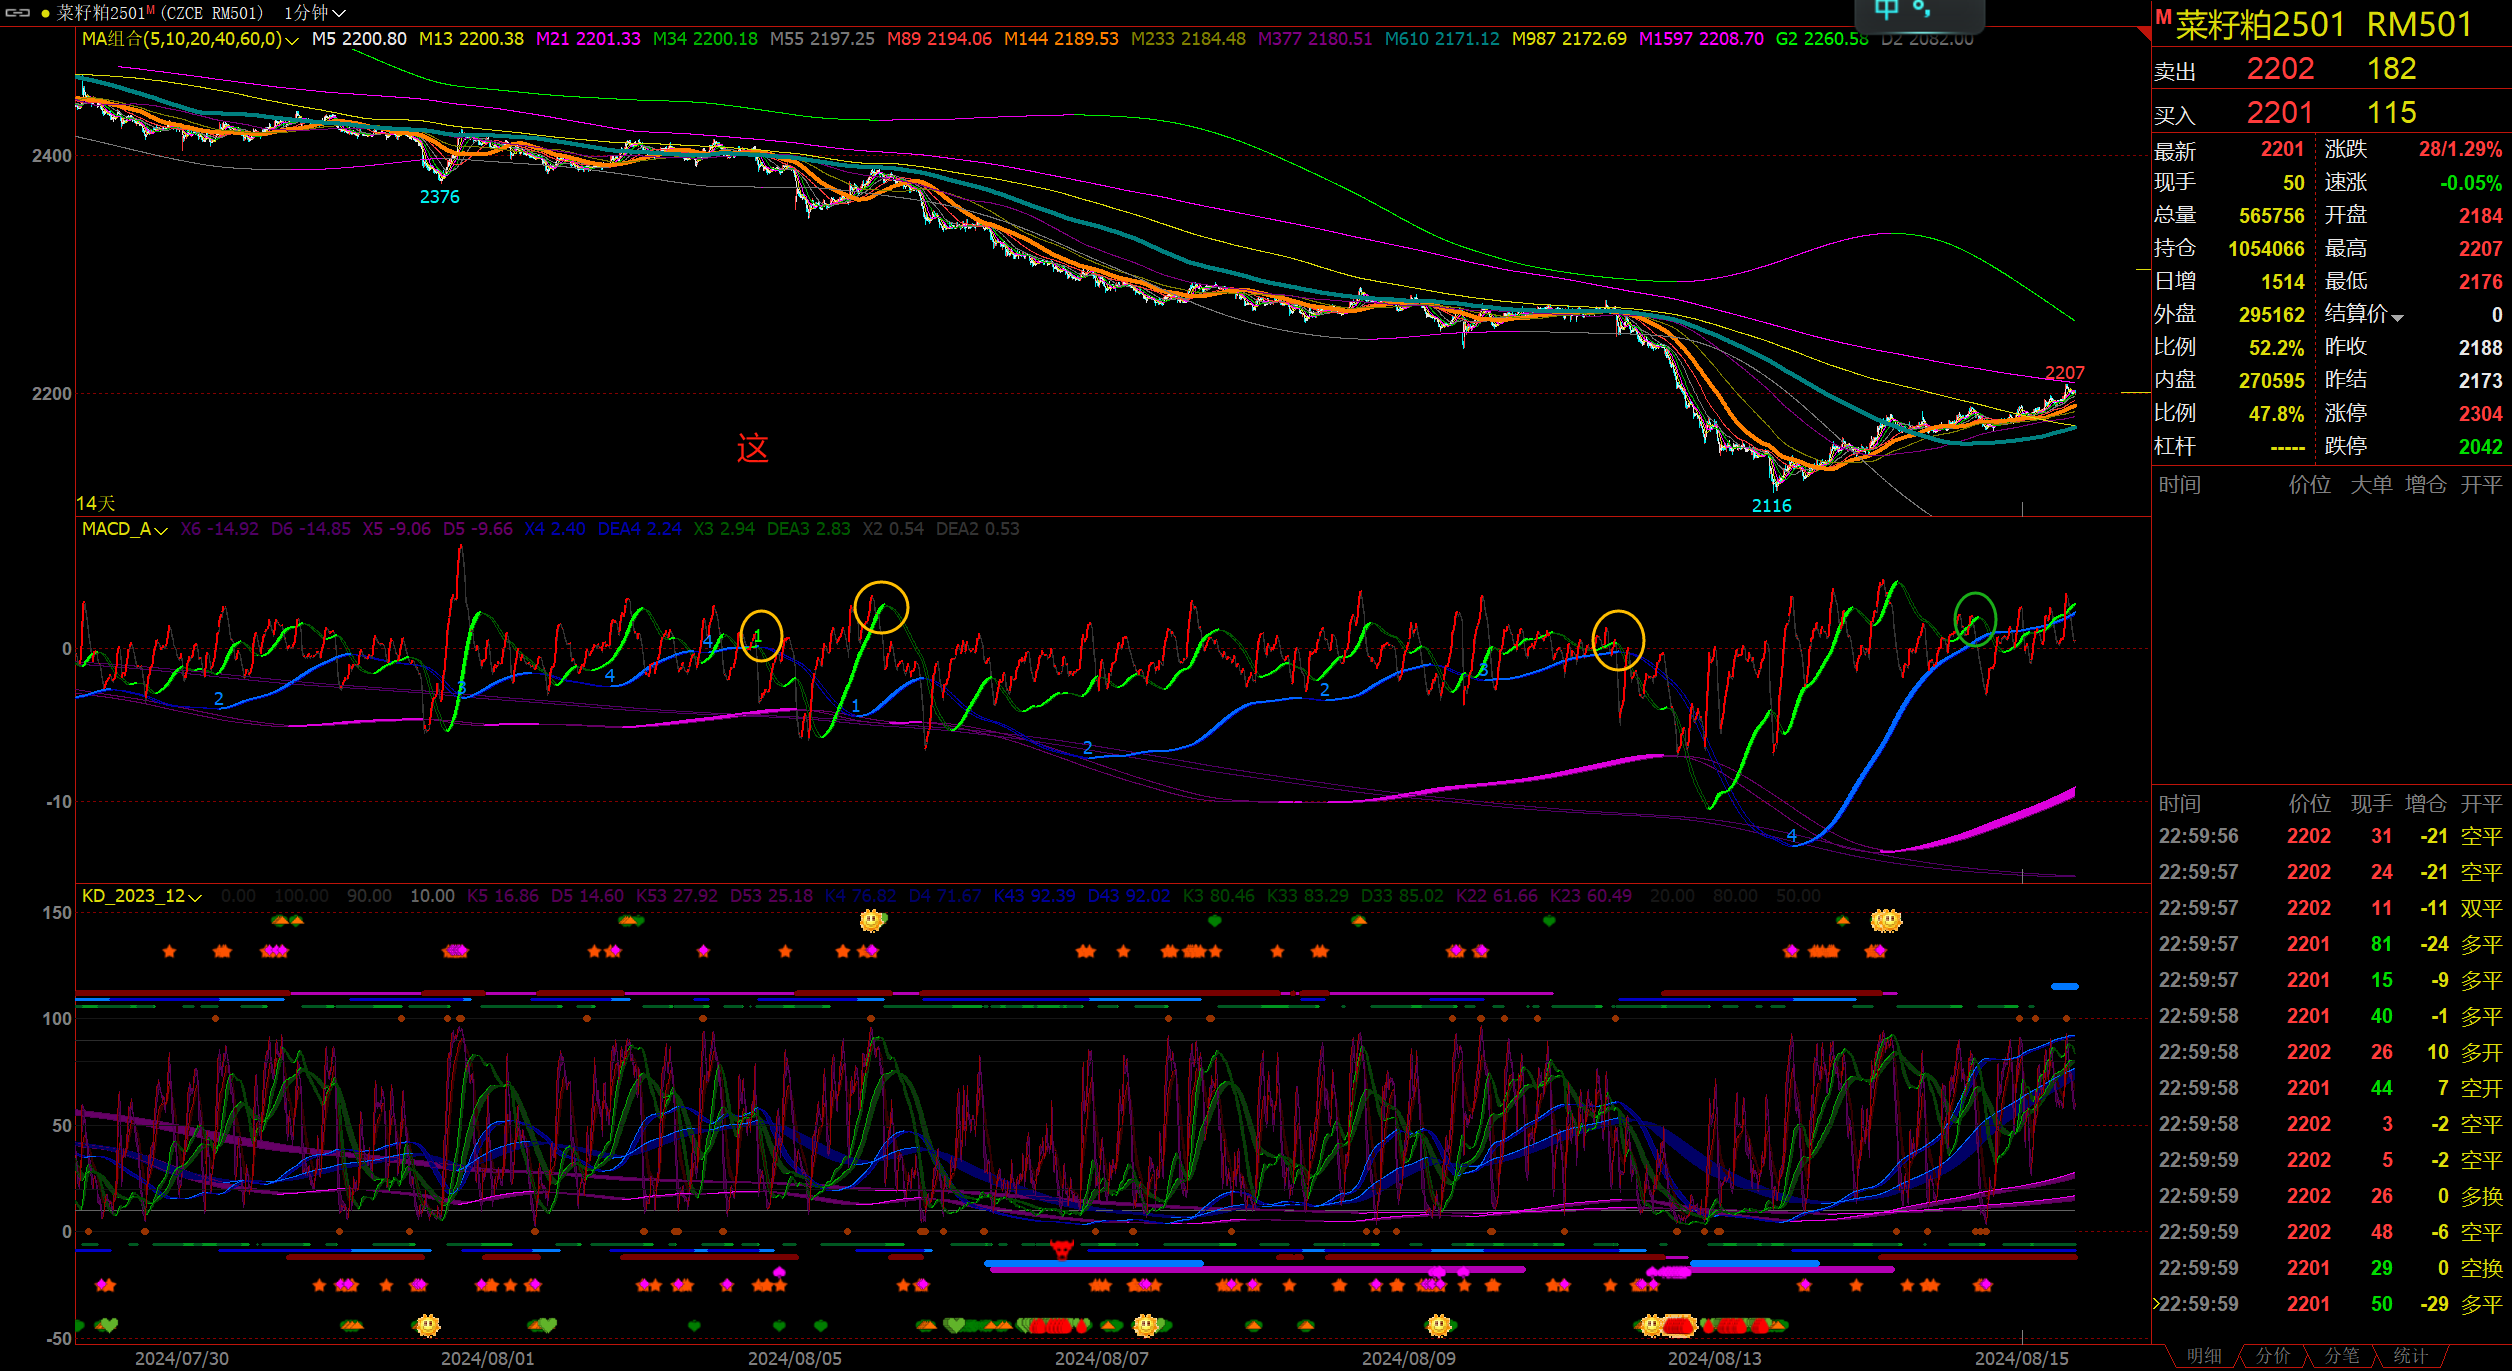 菜籽粕2501M (CZCE RM501) 1分钟
中 °,
MA组合(5,10,20,40,60,0) M5 2200.80 M13 2200.38 M21 2201.33 M34 2200.18 M55 2197.25 M89 2194.06 M144 2189.53 M233 2184.48 M377 2180.51 M610 2171.12 M987 2172.69 M1597 2208.70 G2 2260.58 D2 2082.00
2400
2376
2200
2207
这
14天
2116
MACD_A X6 -14.92 D6 -14.85 X5 -9.06 D5 -9.66 X4 2.40 DEA4 2.24 X3 2.94 DEA3 2.83 X2 0.54 DEA2 0.53
0
-10
2 3 4 4 1 1 2 2 3 4
KD_2023_12 0.00 100.00 90.00 10.00 K5 16.86 D5 14.60 K53 27.92 D53 25.18 K4 76.82 D4 71.67 K43 92.39 D43 92.02 K3 80.46 K33 83.29 D33 85.02 K22 61.66 K23 60.49 20.00 80.00 50.00
150
100
50
0
-50
2024/07/30 2024/08/01 2024/08/05 2024/08/07 2024/08/09 2024/08/13 2024/08/15
M菜籽粕2501 RM501
卖出 2202 182
买入 2201 115
最新 2201 涨跌 28/1.29%
现手 50 速涨 -0.05%
总量 565756 开盘 2184
持仓 1054066 最高 2207
日增 1514 最低 2176
外盘 295162 结算价 0
比例 52.2% 昨收 2188
内盘 270595 昨结 2173
比例 47.8% 涨停 2304
杠杆 ----- 跌停 2042
时间 价位 大单 增仓 开平
时间 价位 现手 增仓 开平
22:59:56 2202 31 -21 空平
22:59:57 2202 24 -21 空平
22:59:57 2202 11 -11 双平
22:59:57 2201 81 -24 多平
22:59:57 2201 15 -9 多平
22:59:58 2201 40 -1 多平
22:59:58 2202 26 10 多开
22:59:58 2201 44 7 空开
22:59:58 2202 3 -2 空平
22:59:59 2202 5 -2 空平
22:59:59 2202 26 0 多换
22:59:59 2202 48 -6 空平
22:59:59 2201 29 0 空换
22:59:59 2201 50 -29 多平
明细 分价 分笔 统计